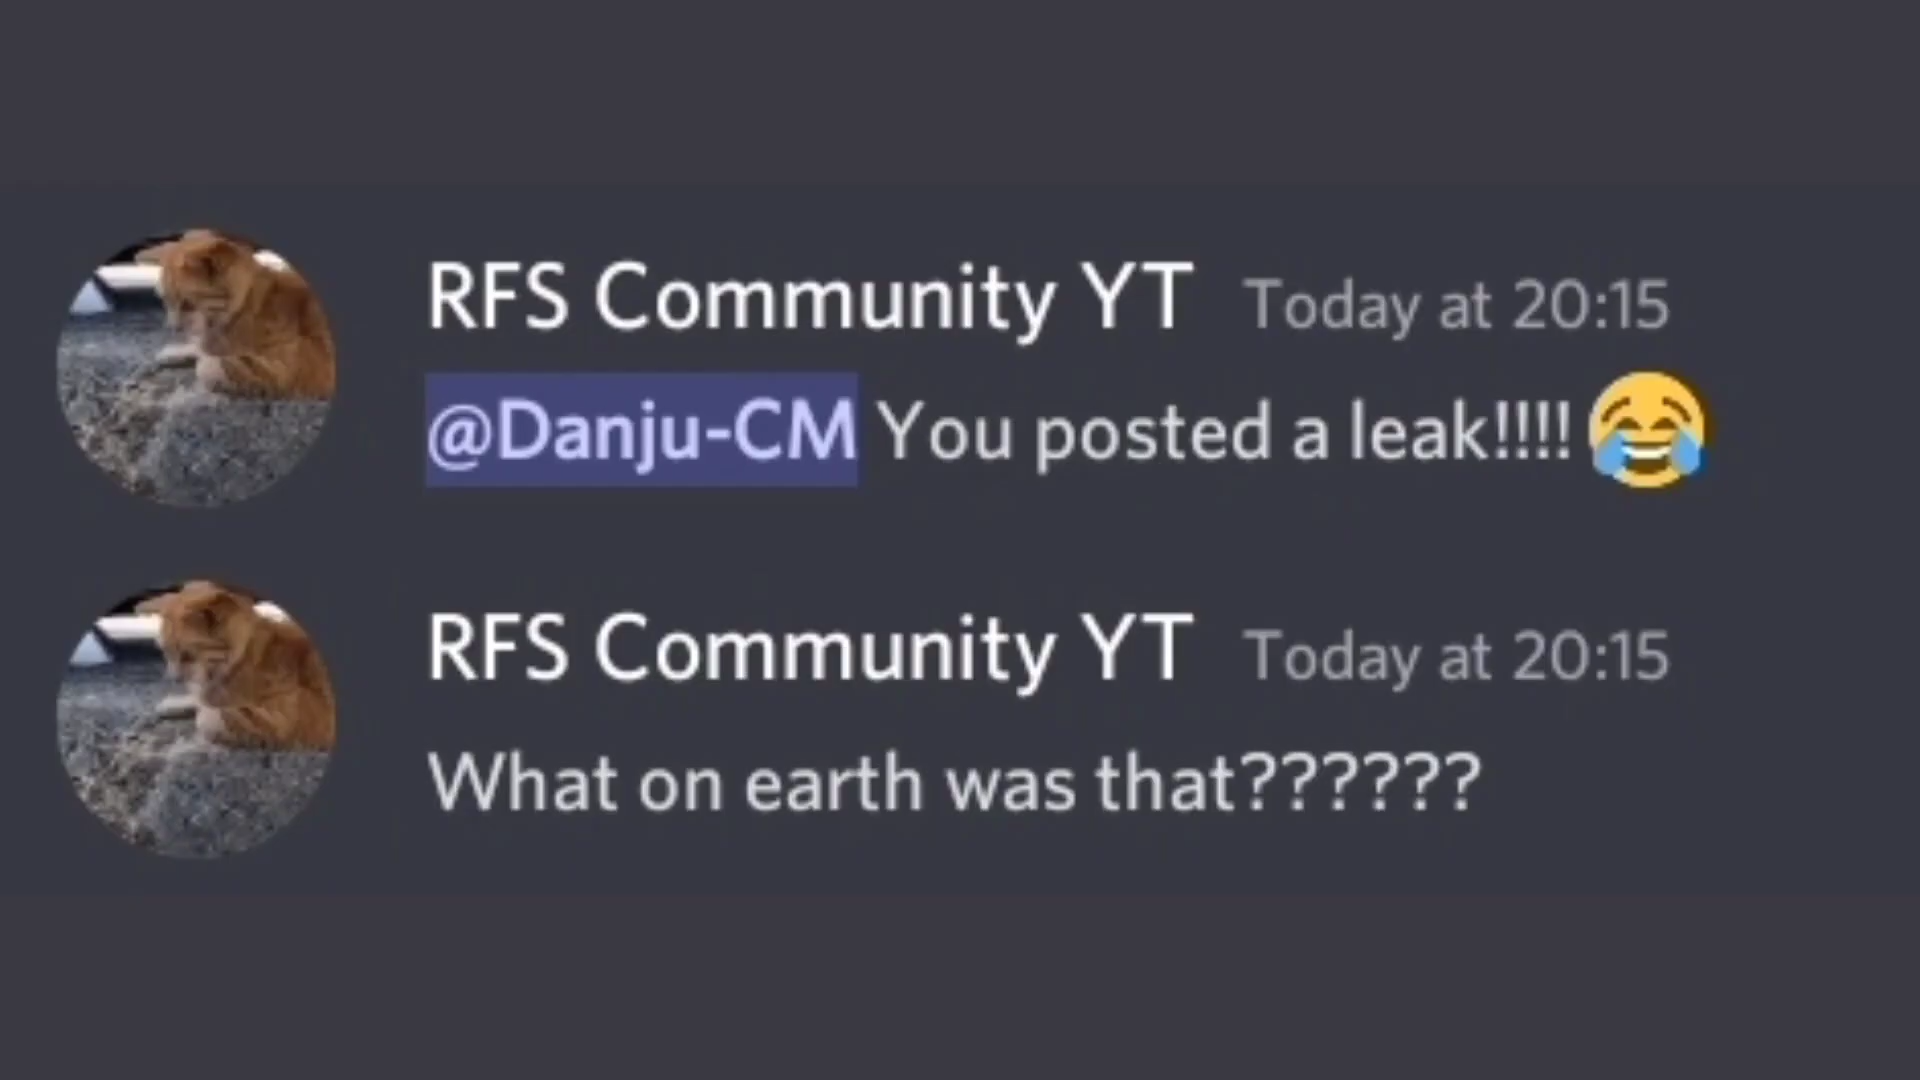 RFS Community YT Today at 20:15
@Danju-CM You posted a leak!!!!😂
RFS Community YT Today at 20:15
What on earth was that??????